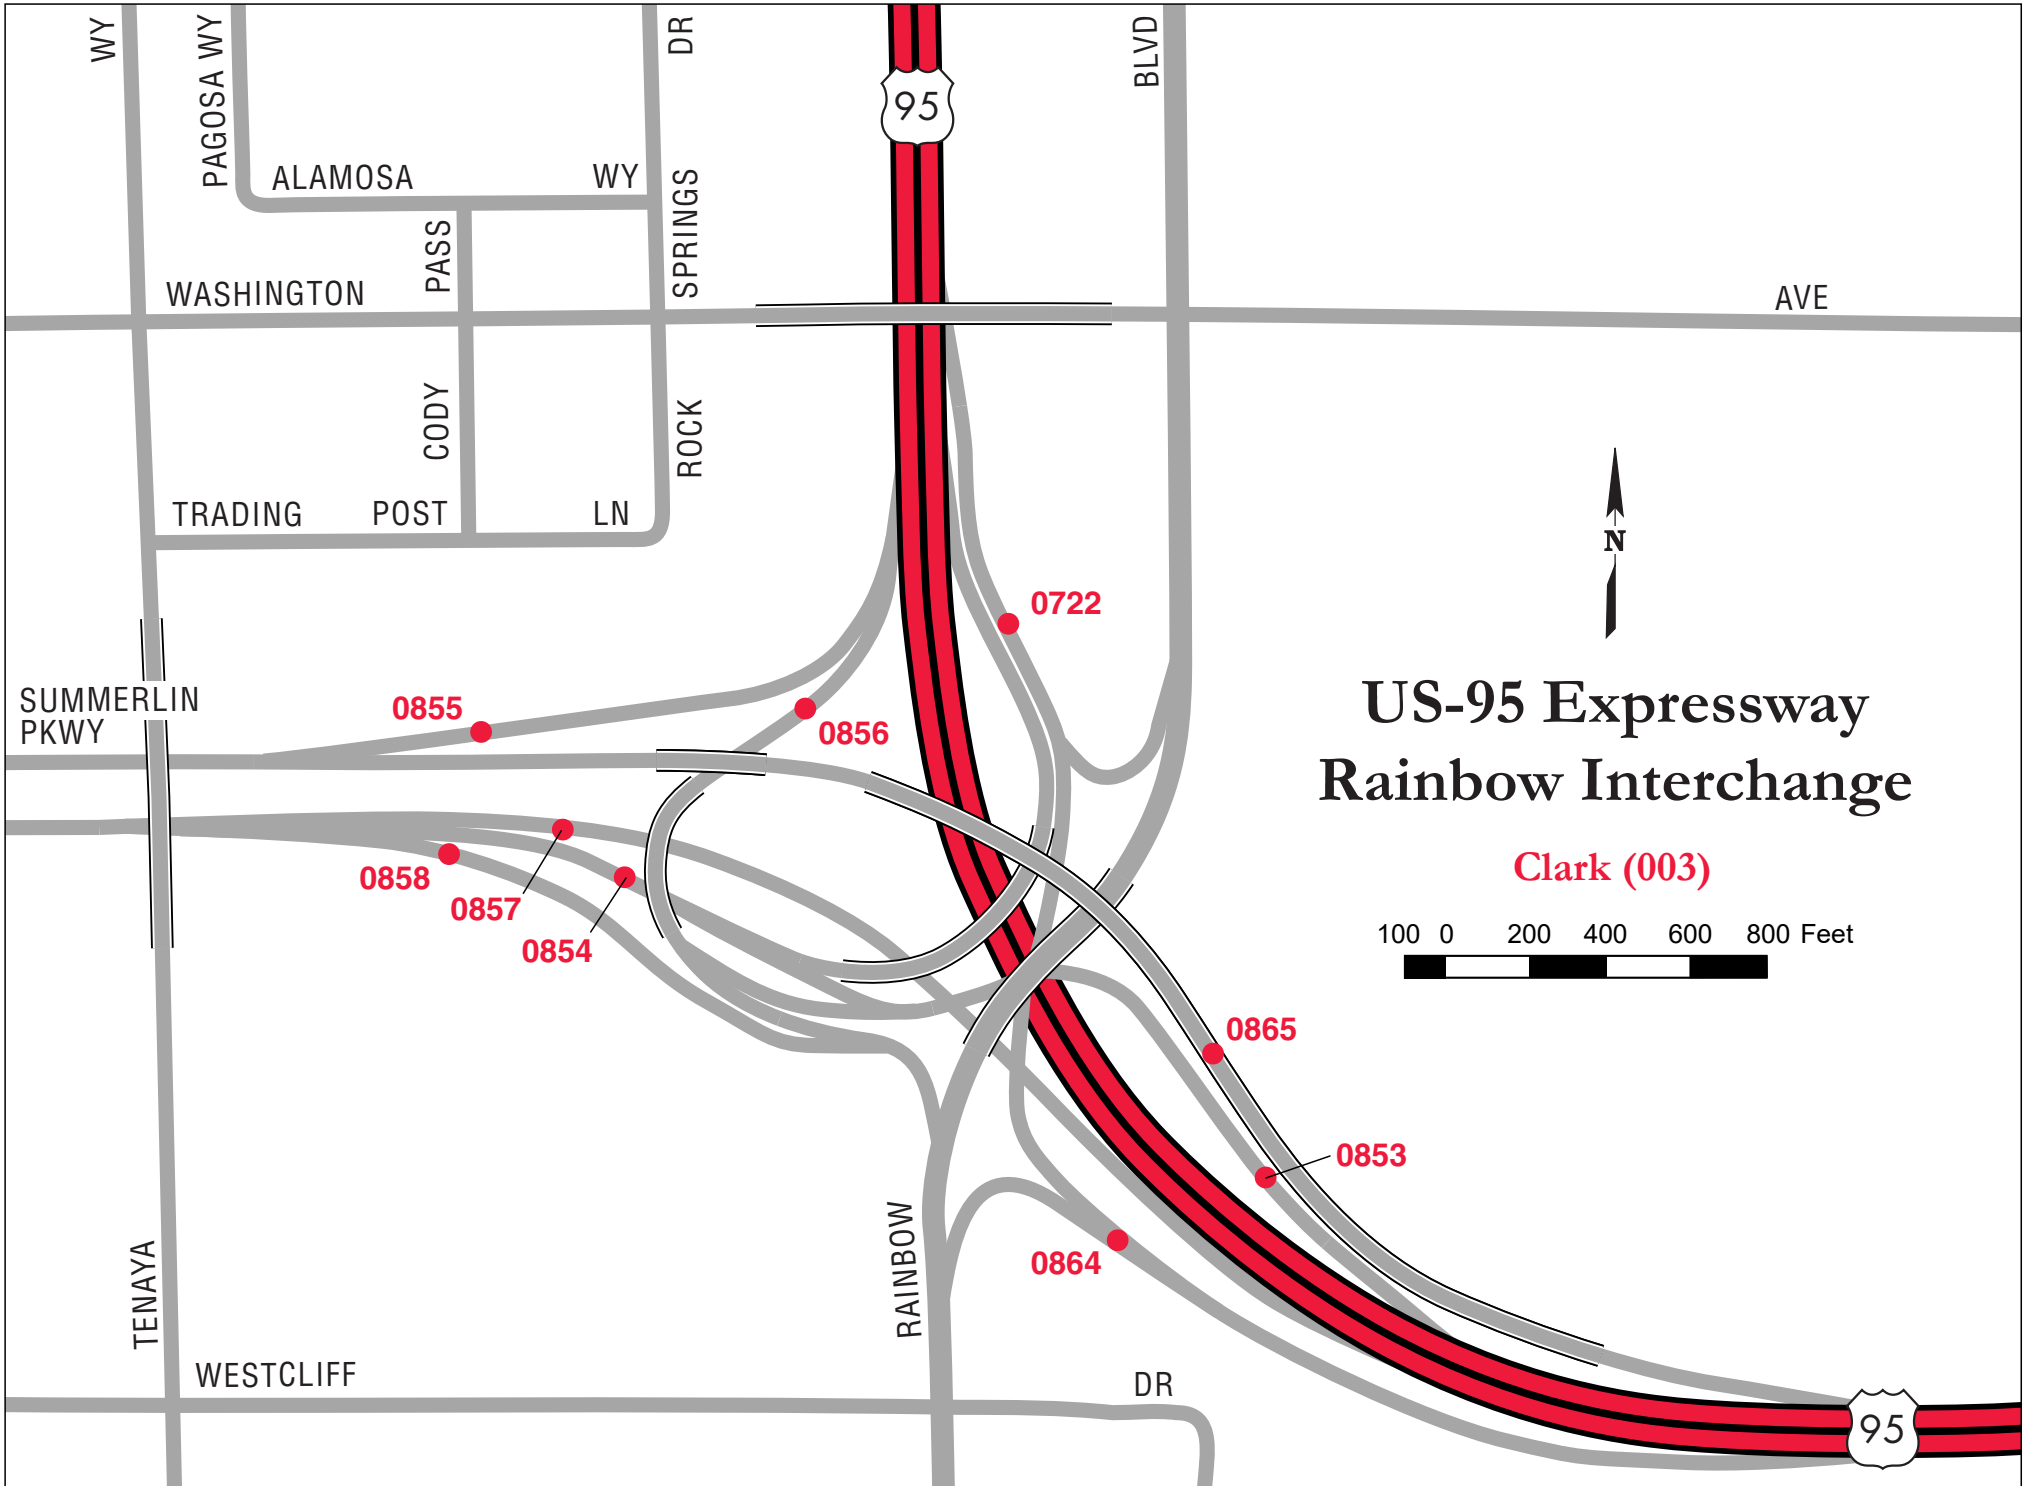 WY
PAGOSA WY
DR
95
BLVD
ALAMOSA WY
PASS
SPRINGS
WASHINGTON
AVE
CODY
ROCK
TRADING POST LN
N
0722
SUMMERLIN
PKWY
0855
0856
US-95 Expressway
Rainbow Interchange
Clark (003)
0858
0857
0854
100 0 200 400 600 800 Feet
0865
0853
0864
TENAYA
RAINBOW
WESTCLIFF DR
95